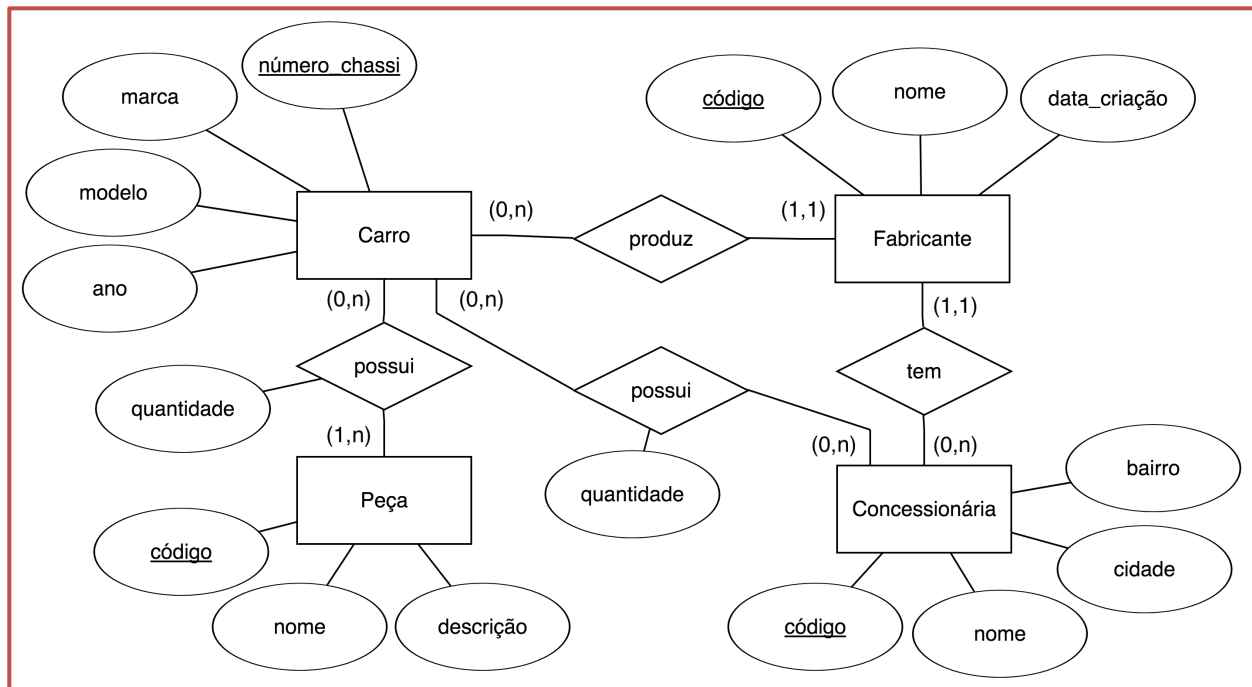 número_chassi
marca
código
nome
data_criação
modelo
(0,n)
(1,1)
Carro
produz
Fabricante
ano
(0,n)
(0,n)
(1,1)
possui
possui
tem
quantidade
(1,n)
(0,n)
(0,n)
bairro
quantidade
Peça
Concessionária
código
cidade
nome
descrição
código
nome